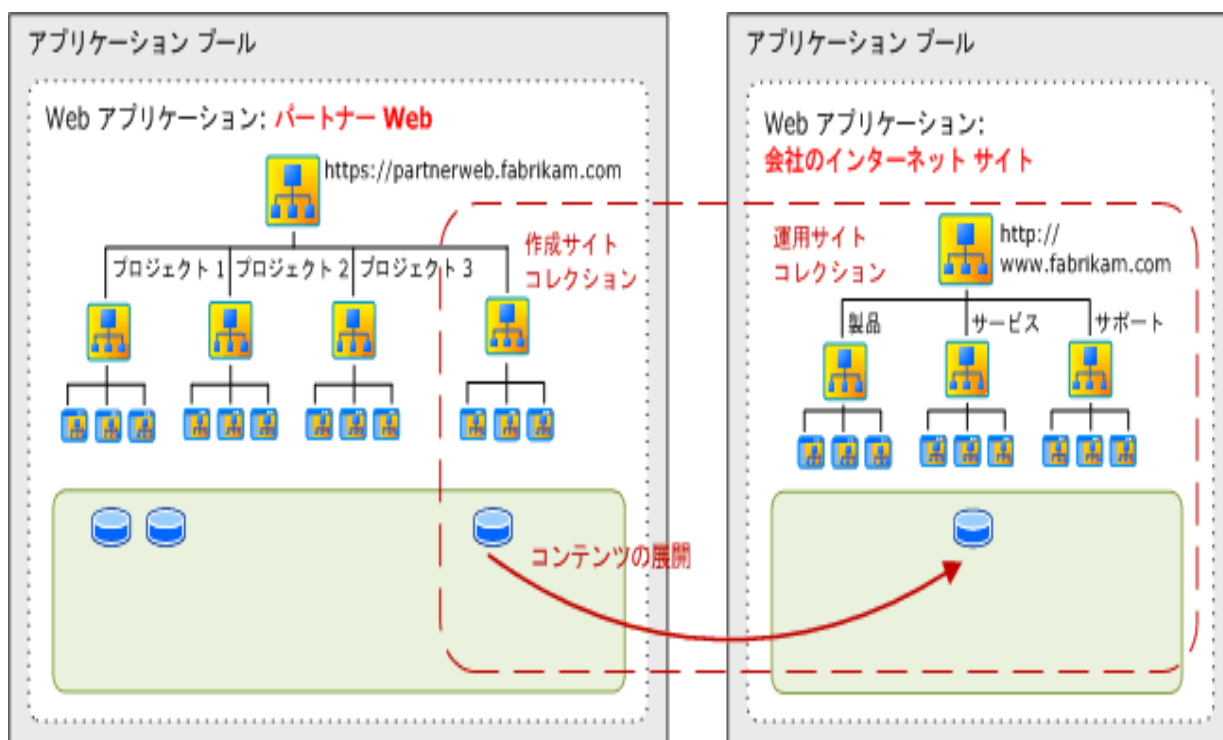 アプリケーション プール
Web アプリケーション: パートナー Web
https://partnerweb.fabrikam.com
プロジェクト 1
プロジェクト 2
プロジェクト 3
作成サイト
コレクション
コンテンツの展開
アプリケーション プール
Web アプリケーション:
会社のインターネット サイト
運用サイト
コレクション
http://
www.fabrikam.com
製品
サービス
サポート